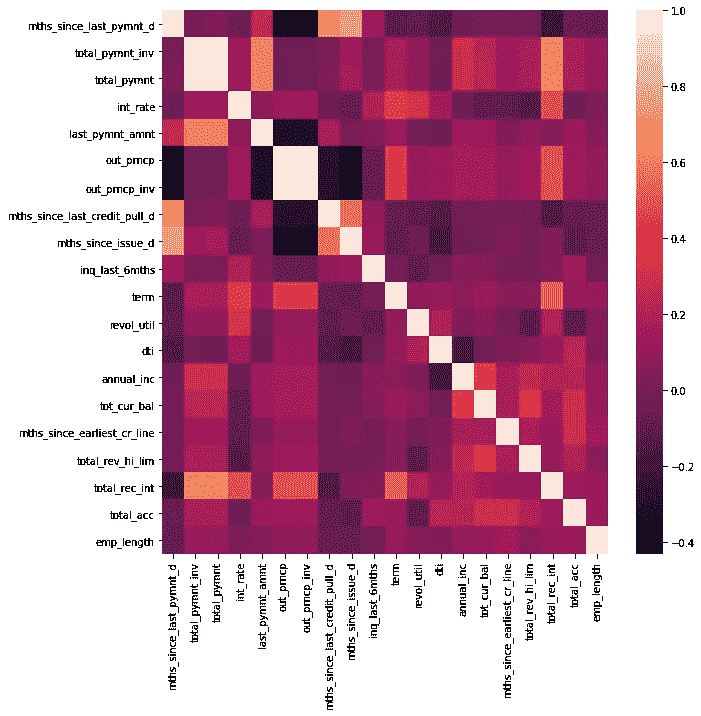 mths_since_last_pymnt_d
total_pymnt_inv
total_pymnt
int_rate
last_pymnt_amnt
out_prncp
out_prncp_inv
mths_since_last_credit_pull_d
mths_since_issue_d
inq_last_6mths
term
revol_util
dti
annual_inc
tot_cur_bal
mths_since_earliest_cr_line
total_rev_hi_lim
total_rec_int
total_acc
emp_length
mths_since_last_pymnt_d
total_pymnt_inv
total_pymnt
int_rate
last_pymnt_amnt
out_prncp
out_prncp_inv
mths_since_last_credit_pull_d
mths_since_issue_d
inq_last_6mths
term
revol_util
dti
annual_inc
tot_cur_bal
mths_since_earliest_cr_line
total_rev_hi_lim
total_rec_int
total_acc
emp_length
1.0
0.8
0.6
0.4
0.2
0.0
−0.2
−0.4